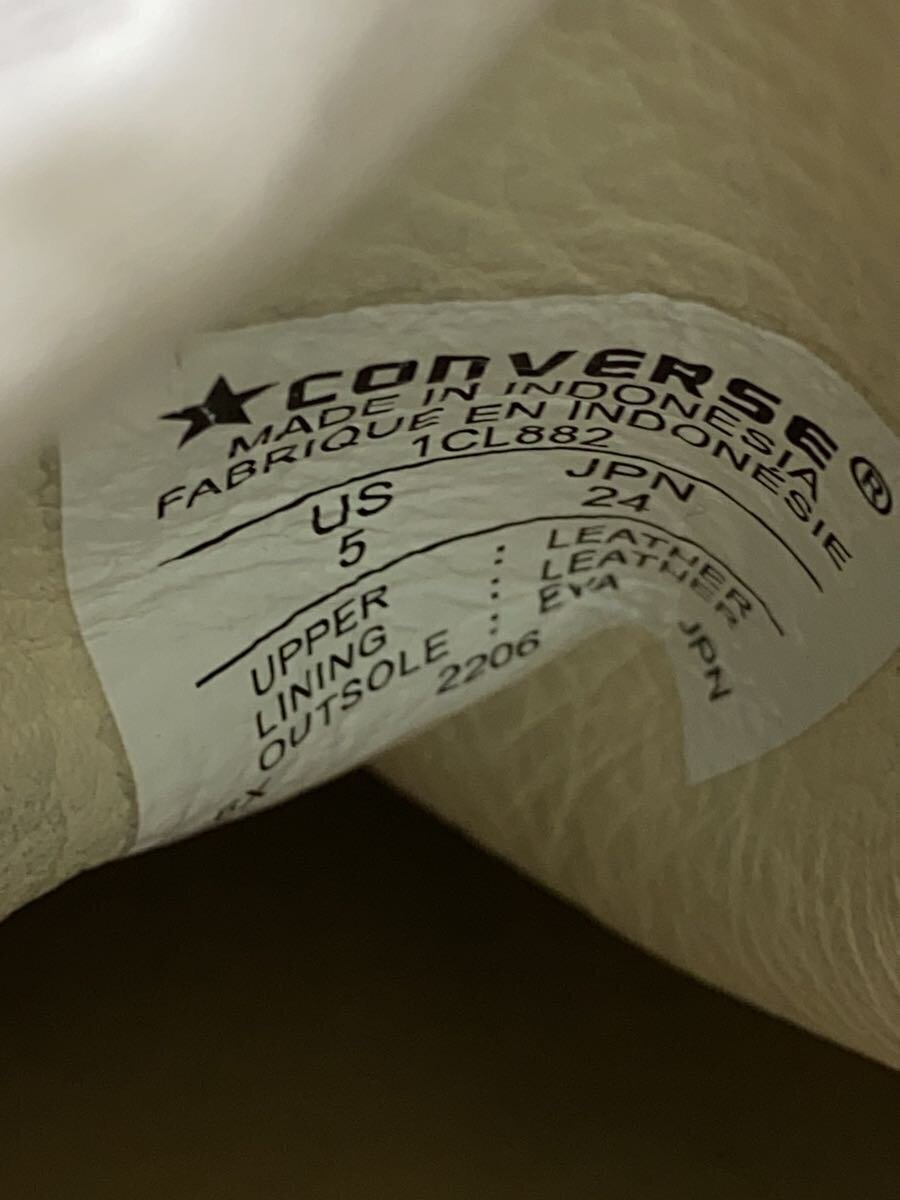 CONVERSE®
MADE IN INDONESIA
FABRIQUE EN INDONÉSIE
1CL882
US JPN
5 24
UPPER : LEATHER
LINING : LEATHER
OUTSOLE : EVA
2206 JPN